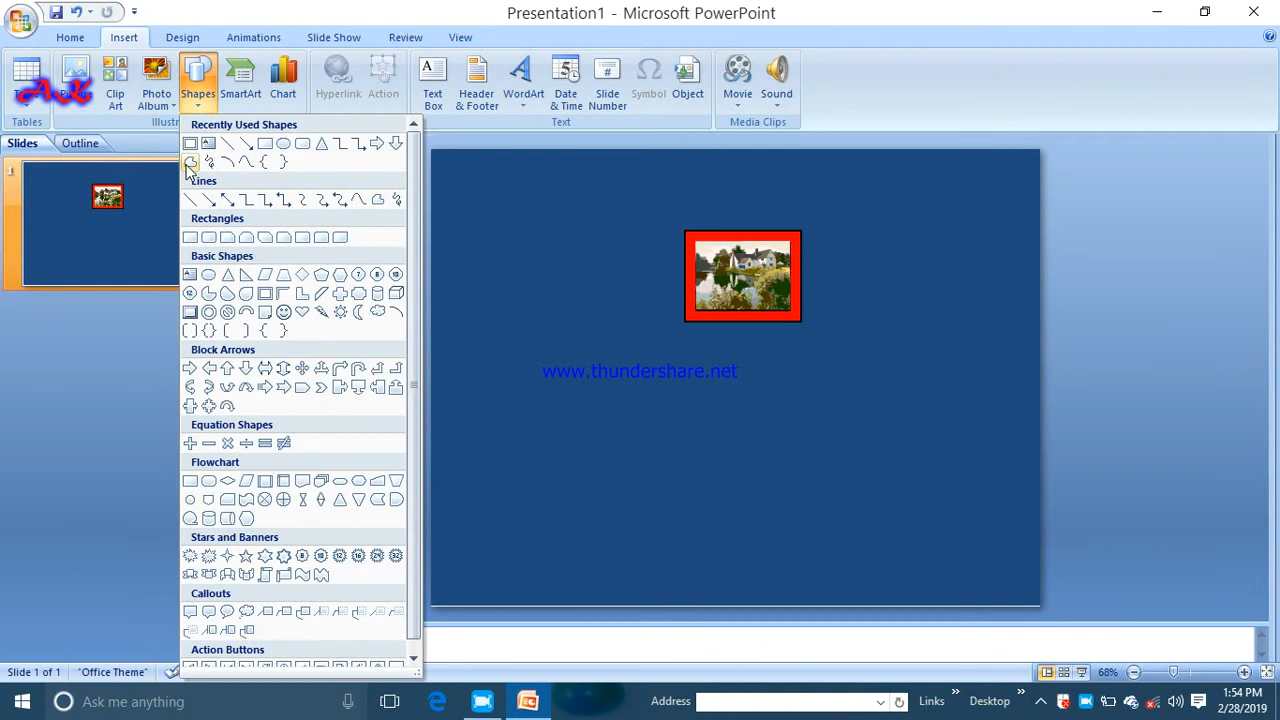 Presentation1 - Microsoft PowerPoint
Home Insert Design Animations Slide Show Review View
Clip Art
Photo Album
Shapes
SmartArt
Chart
Hyperlink
Action
Text Box
Header & Footer
WordArt
Date & Time
Slide Number
Symbol
Object
Movie
Sound
AK
Tables
Text
Media Clips
Slides Outline
1
Recently Used Shapes
Lines
Rectangles
Basic Shapes
Block Arrows
Equation Shapes
Flowchart
Stars and Banners
Callouts
Action Buttons
www.thundershare.net
Slide 1 of 1 "Office Theme" 68%
Ask me anything
Address
Links
Desktop
1:54 PM
2/28/2019